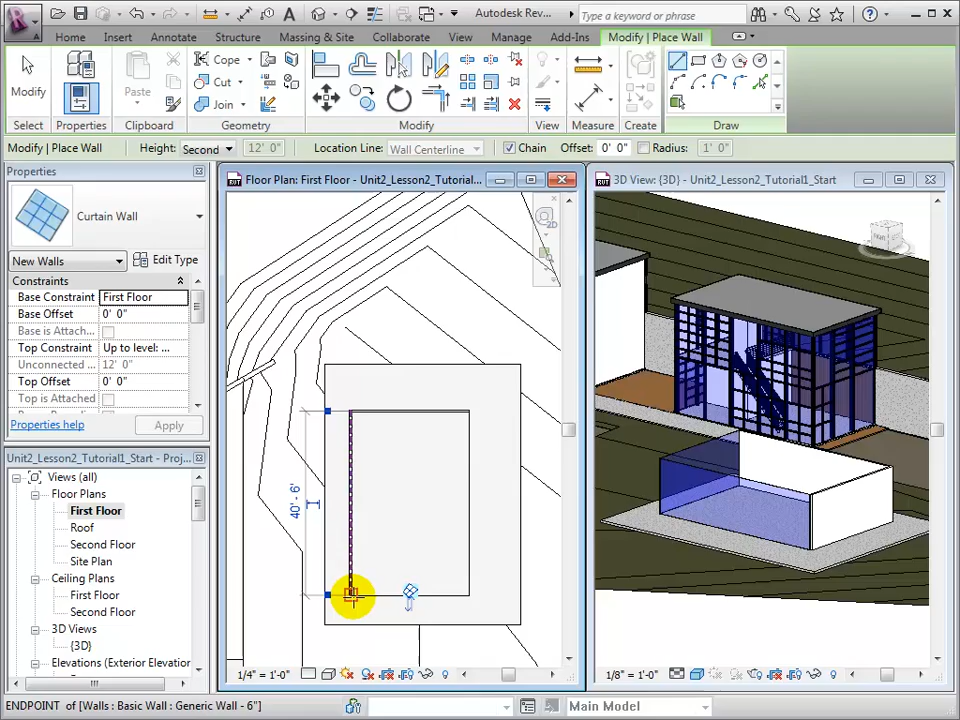 Autodesk Rev...
Type a keyword or phrase
Home Insert Annotate Structure Massing & Site Collaborate View Manage Add-Ins Modify | Place Wall
Modify Paste Cope Cut Join
Select Properties Clipboard Geometry Modify View Measure Create Draw
Modify | Place Wall Height: Second 12' 0" Location Line: Wall Centerline Chain Offset: 0' 0" Radius: 1' 0"
Properties
Curtain Wall
New Walls Edit Type
Constraints
Base Constraint First Floor
Base Offset 0' 0"
Base is Attach...
Top Constraint Up to level: ...
Unconnected ... 12' 0"
Top Offset 0' 0"
Top is Attached
Properties help Apply
Unit2_Lesson2_Tutorial1_Start - Proj...
Views (all)
Floor Plans
First Floor
Roof
Second Floor
Site Plan
Ceiling Plans
First Floor
Second Floor
3D Views
{3D}
Elevations (Exterior Elevation
Floor Plan: First Floor - Unit2_Lesson2_Tutorial...
2D
40' - 6'
1/4" = 1'-0"
3D View: {3D} - Unit2_Lesson2_Tutorial1_Start
1/8" = 1'-0"
ENDPOINT of [Walls : Basic Wall : Generic Wall - 6"]
Main Model